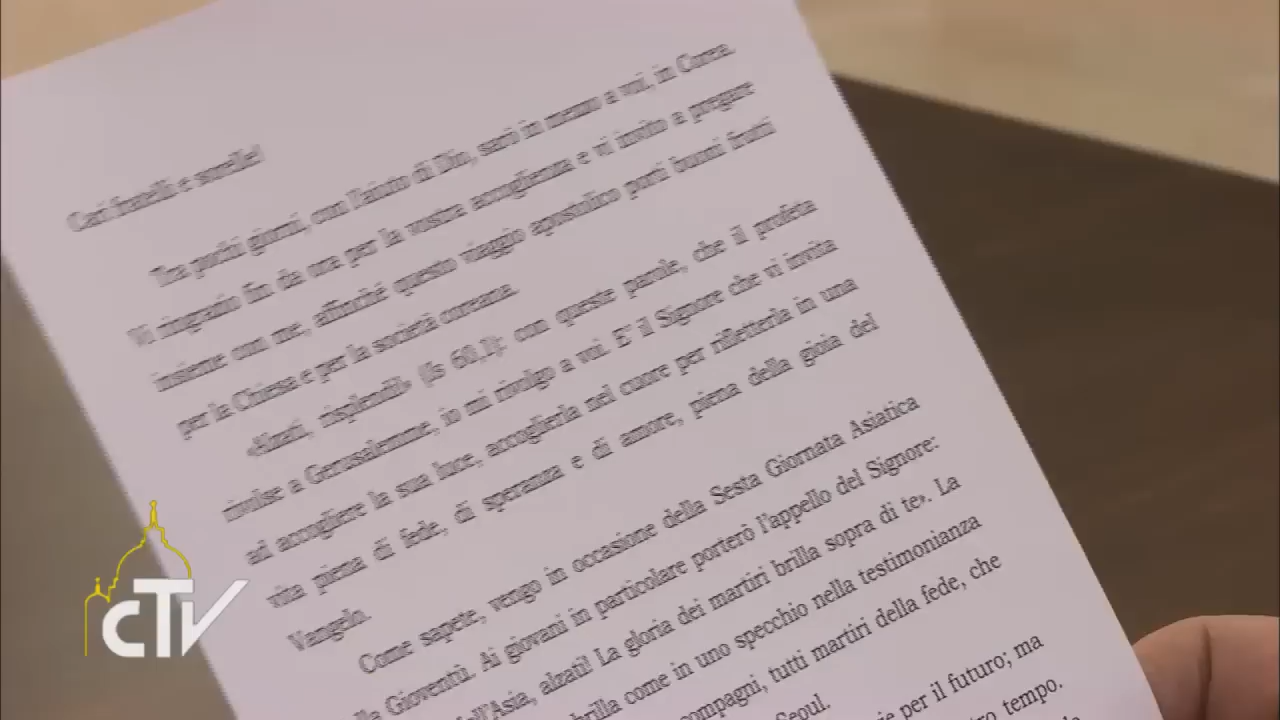 Cari fratelli e sorelle!
Tra pochi giorni, con l'aiuto di Dio, sarò in mezzo a voi, in Corea.
Vi ringrazio fin da ora per la vostra accoglienza e vi invito a pregare
insieme con me, affinché questo viaggio apostolico porti buoni frutti
per la Chiesa e per la società coreana.
«Alzati, risplendi!» (Is 60,1): con queste parole, che il profeta
rivolse a Gerusalemme, io mi rivolgo a voi. E' il Signore che vi invita
ad accogliere la sua luce, accoglierla nel cuore per rifletterla in una
vita piena di fede, di speranza e di amore, piena della gioia del
Vangelo.
Come sapete, vengo in occasione della Sesta Giornata Asiatica
Gioventù. Ai giovani in particolare porterò l'appello del Signore:
dell'Asia, alzati! La gloria dei martiri brilla sopra di te». La
brilla come in uno specchio nella testimonianza
compagni, tutti martiri della fede, che
Seoul.
per il futuro; ma
tempo.
CTV